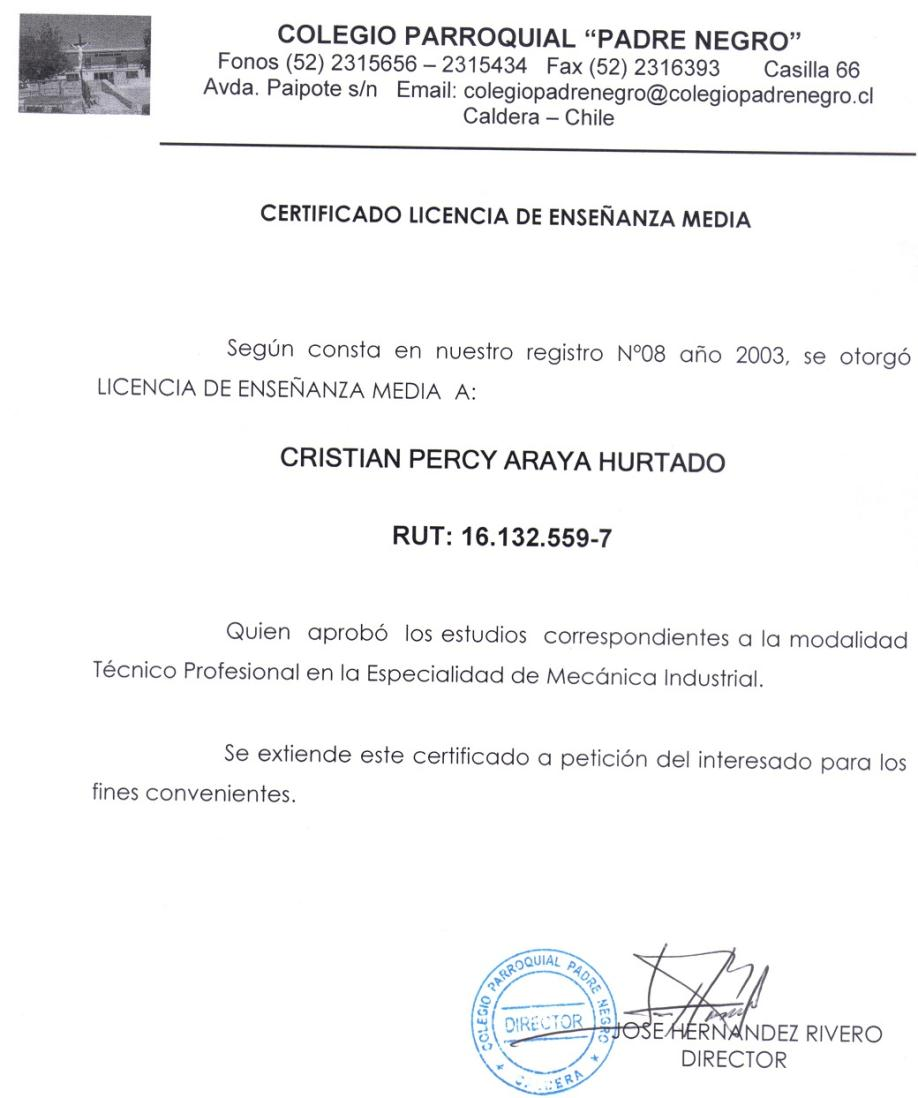 COLEGIO PARROQUIAL “PADRE NEGRO”
Fonos (52) 2315656 – 2315434 Fax (52) 2316393 Casilla 66
Avda. Paipote s/n Email: colegiopadrenegro@colegiopadrenegro.cl
Caldera – Chile
CERTIFICADO LICENCIA DE ENSEÑANZA MEDIA
Según consta en nuestro registro Nº08 año 2003, se otorgó
LICENCIA DE ENSEÑANZA MEDIA A:
CRISTIAN PERCY ARAYA HURTADO
RUT: 16.132.559-7
Quien aprobó los estudios correspondientes a la modalidad
Técnico Profesional en la Especialidad de Mecánica Industrial.
Se extiende este certificado a petición del interesado para los
fines convenientes.
COLEGIO PARROQUIAL PADRE NEGRO
DIRECTOR
CALDERA
JOSE HERNANDEZ RIVERO
DIRECTOR